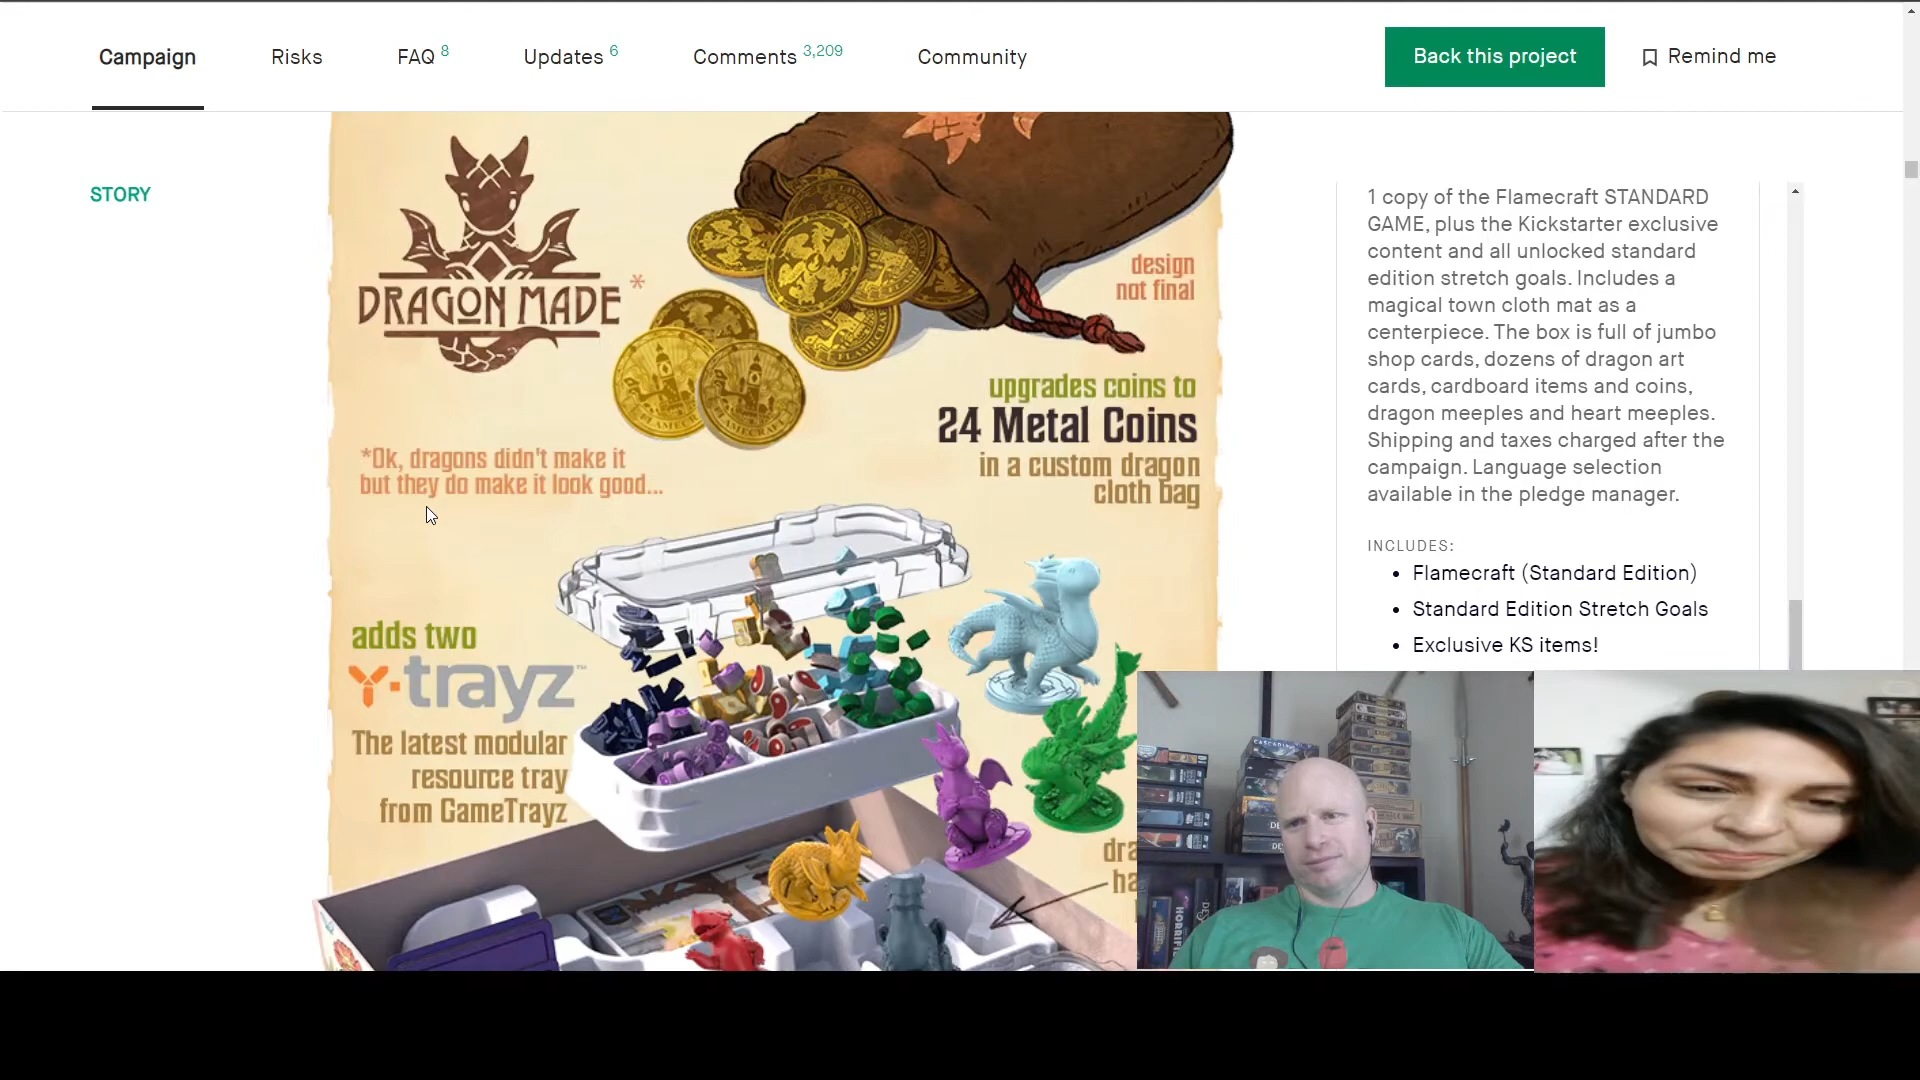 Campaign
Risks
FAQ 8
Updates 6
Comments 3,209
Community
Back this project
Remind me
STORY
DRAGON MADE *
*Ok, dragons didn't make it
but they do make it look good...
design
not final
upgrades coins to
24 Metal Coins
in a custom dragon
cloth bag
adds two
Y-trayz™
The latest modular
resource tray
from GameTrayz
dra
ha
1 copy of the Flamecraft STANDARD
GAME, plus the Kickstarter exclusive
content and all unlocked standard
edition stretch goals. Includes a
magical town cloth mat as a
centerpiece. The box is full of jumbo
shop cards, dozens of dragon art
cards, cardboard items and coins,
dragon meeples and heart meeples.
Shipping and taxes charged after the
campaign. Language selection
available in the pledge manager.
INCLUDES:
• Flamecraft (Standard Edition)
• Standard Edition Stretch Goals
• Exclusive KS items!